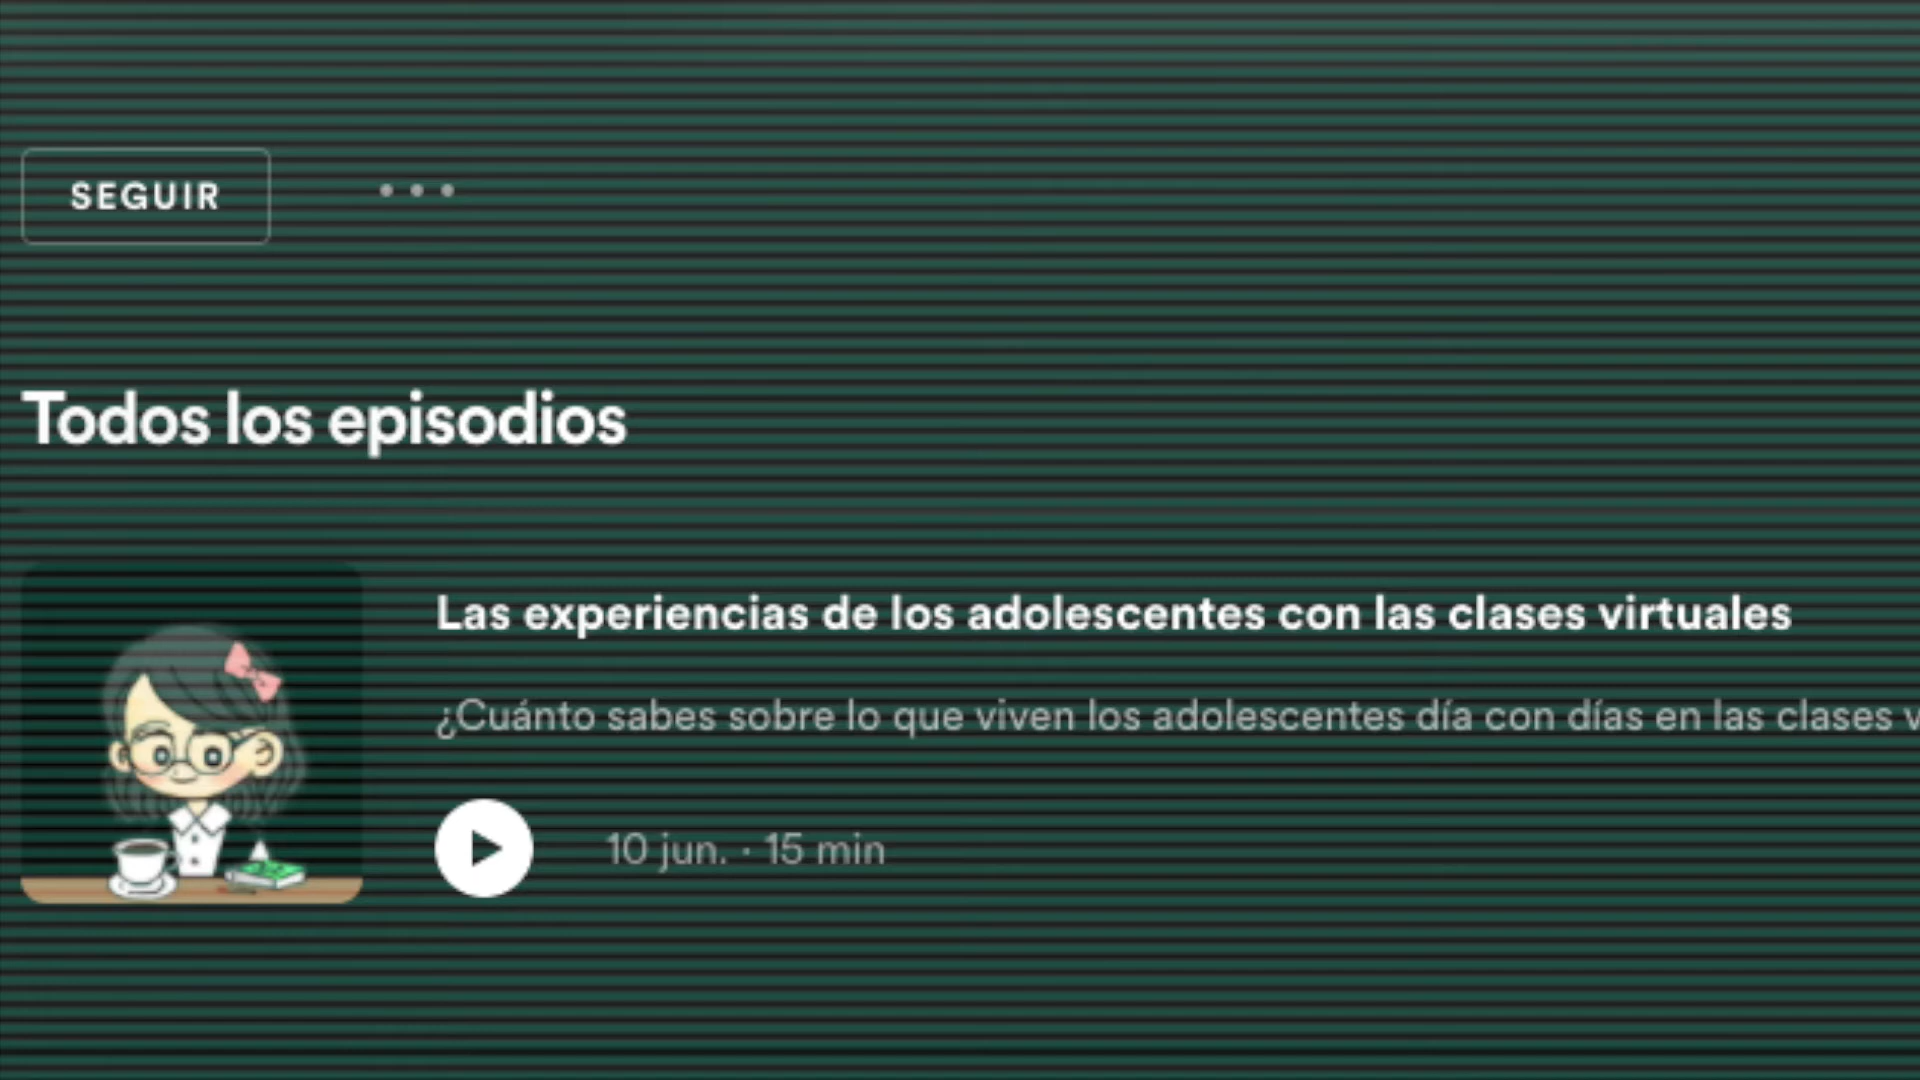 SEGUIR
Todos los episodios
Las experiencias de los adolescentes con las clases virtuales
¿Cuánto sabes sobre lo que viven los adolescentes día con días en las clases v
10 jun. · 15 min